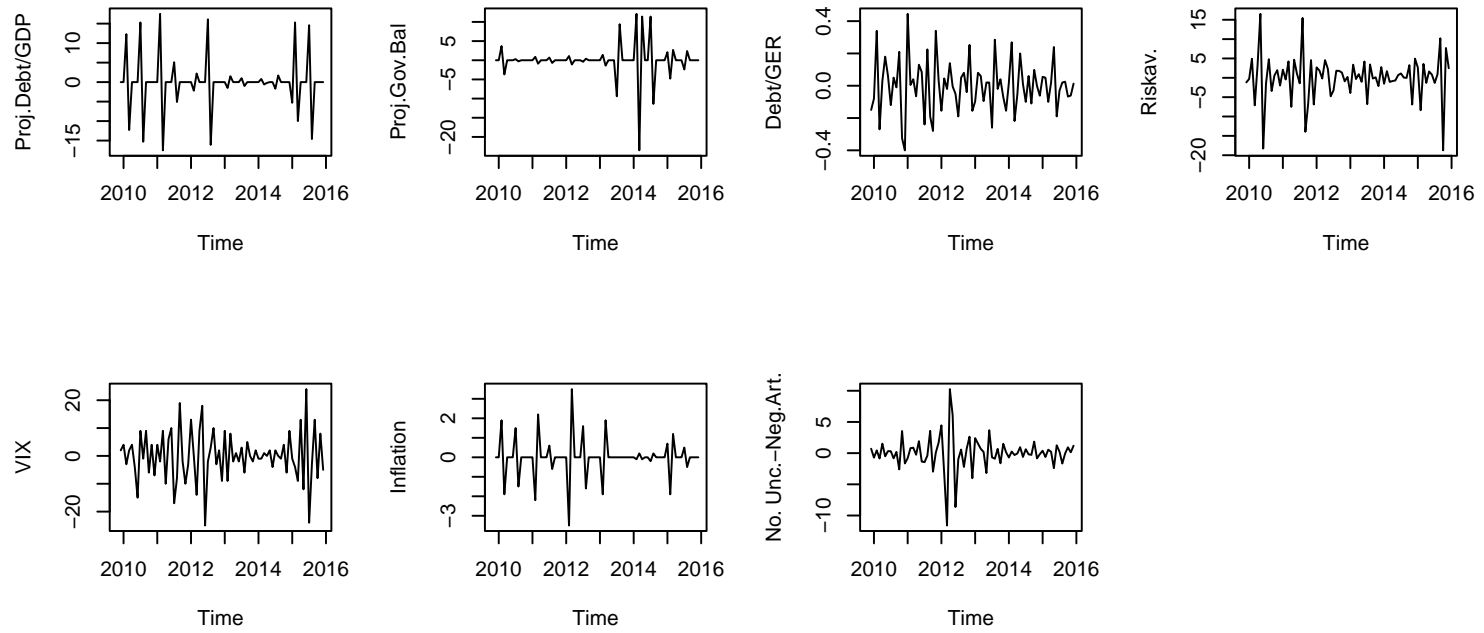 Proj.Debt/GDP
10
0
−15
2010 2012 2014 2016
Time
Proj.Gov.Bal
5
−5
−20
2010 2012 2014 2016
Time
Debt/GER
0.4
0.0
−0.4
2010 2012 2014 2016
Time
Riskav.
15
5
−5
−20
2010 2012 2014 2016
Time
VIX
20
0
−20
2010 2012 2014 2016
Time
Inflation
2
0
−3
2010 2012 2014 2016
Time
No. Unc.−Neg.Art.
5
0
−10
2010 2012 2014 2016
Time